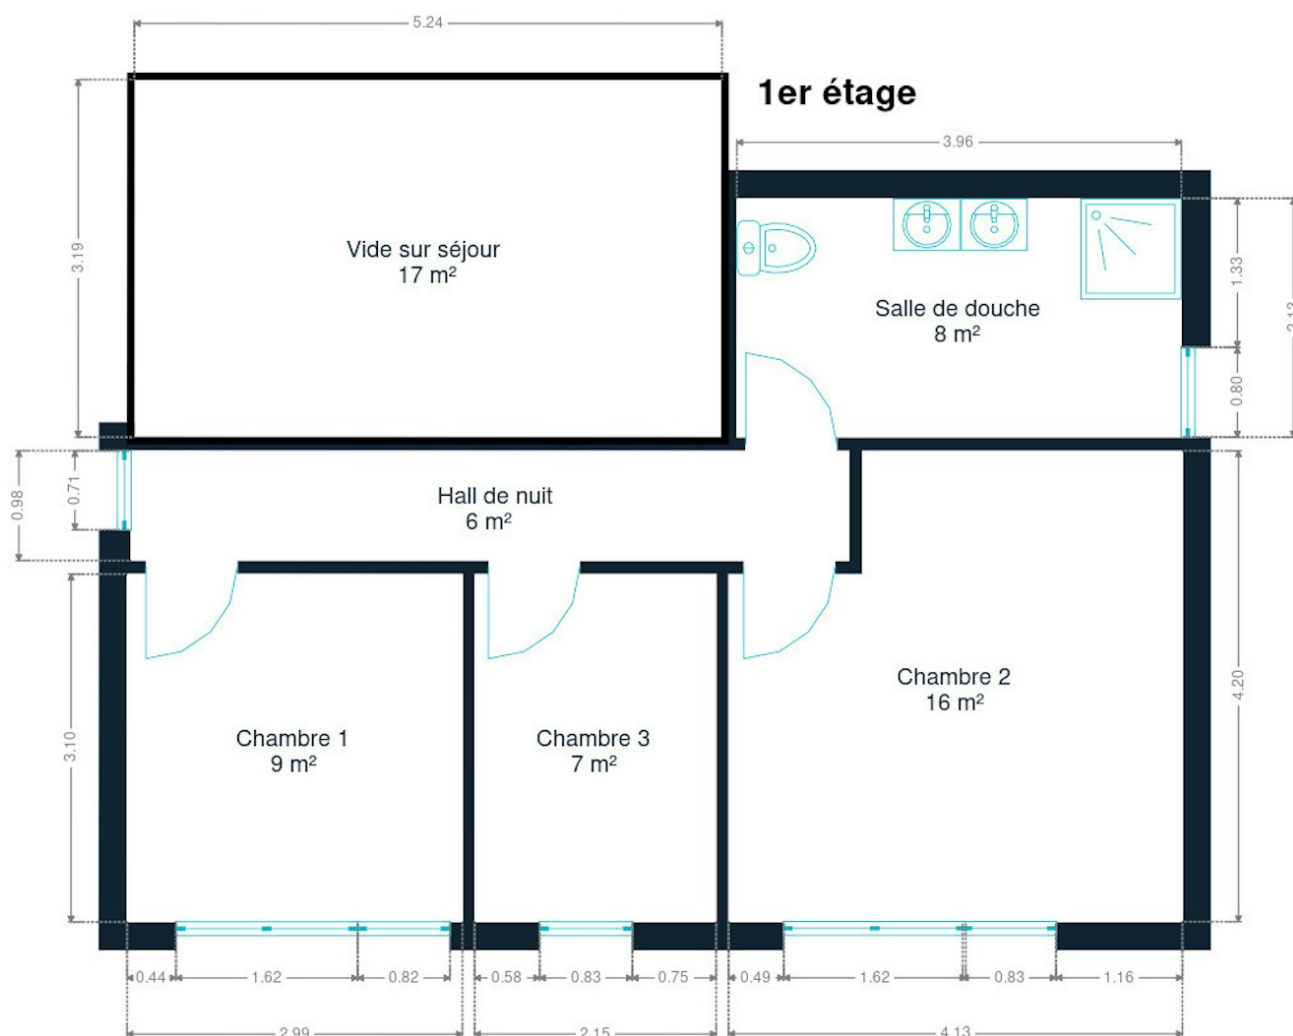 5.24
1er étage
3.96
3.19
Vide sur séjour
17 m²
1.33
2.13
Salle de douche
8 m²
0.80
0.98
0.71
Hall de nuit
6 m²
4.20
3.10
Chambre 1
9 m²
Chambre 3
7 m²
Chambre 2
16 m²
0.44
1.62
0.82
0.58
0.83
0.75
0.49
1.62
0.83
1.16
2.99
2.15
4.13